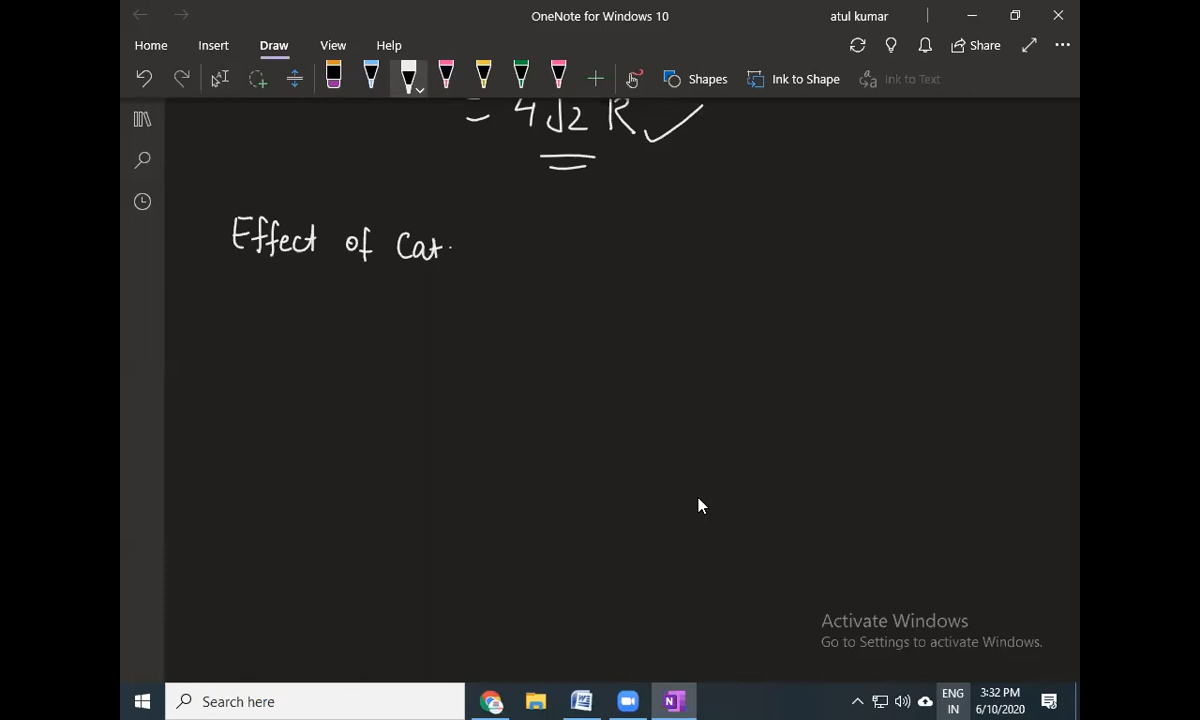 OneNote for Windows 10
atul kumar
Home Insert Draw View Help
Share
Shapes
Ink to Shape
Ink to Text
= 4√2 R
Effect of Cat
Activate Windows
Go to Settings to activate Windows.
Search here
ENG
IN
3:32 PM
6/10/2020